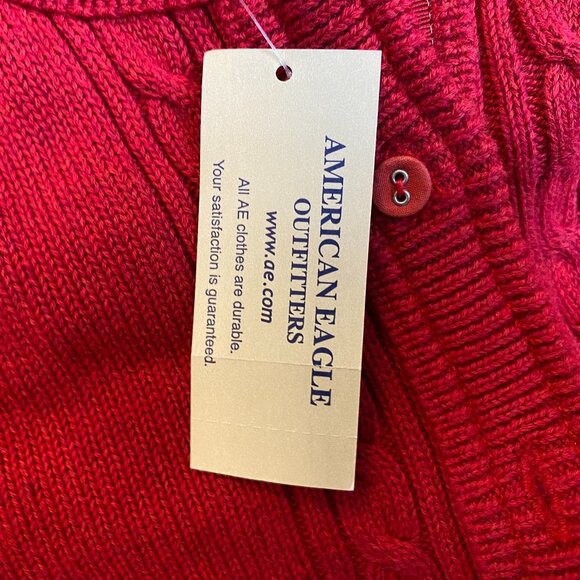 AMERICAN EAGLE
OUTFITTERS
www.ae.com
All AE clothes are durable.
Your satisfaction is guaranteed.